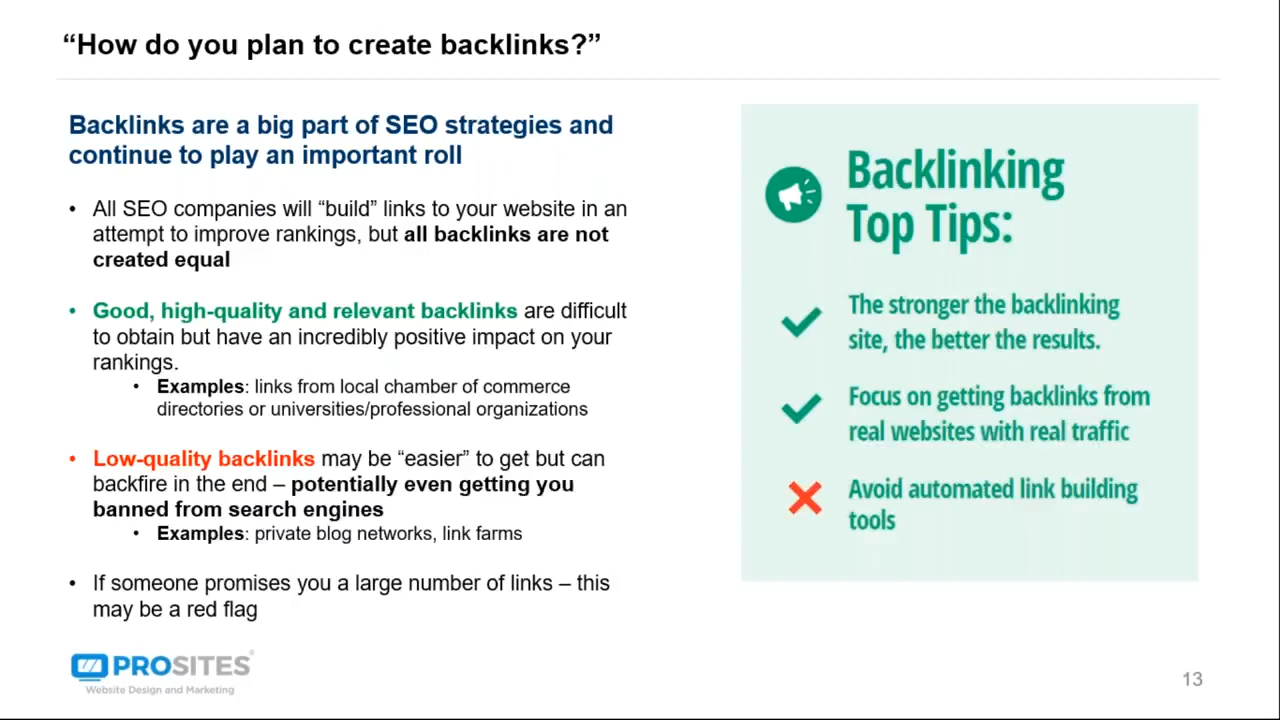 “How do you plan to create backlinks?”
Backlinks are a big part of SEO strategies and
continue to play an important roll
• All SEO companies will “build” links to your website in an
attempt to improve rankings, but all backlinks are not
created equal
• Good, high-quality and relevant backlinks are difficult
to obtain but have an incredibly positive impact on your
rankings.
• Examples: links from local chamber of commerce
directories or universities/professional organizations
• Low-quality backlinks may be “easier” to get but can
backfire in the end – potentially even getting you
banned from search engines
• Examples: private blog networks, link farms
• If someone promises you a large number of links – this
may be a red flag
Backlinking
Top Tips:
The stronger the backlinking
site, the better the results.
Focus on getting backlinks from
real websites with real traffic
Avoid automated link building
tools
PROSITES®
Website Design and Marketing
13